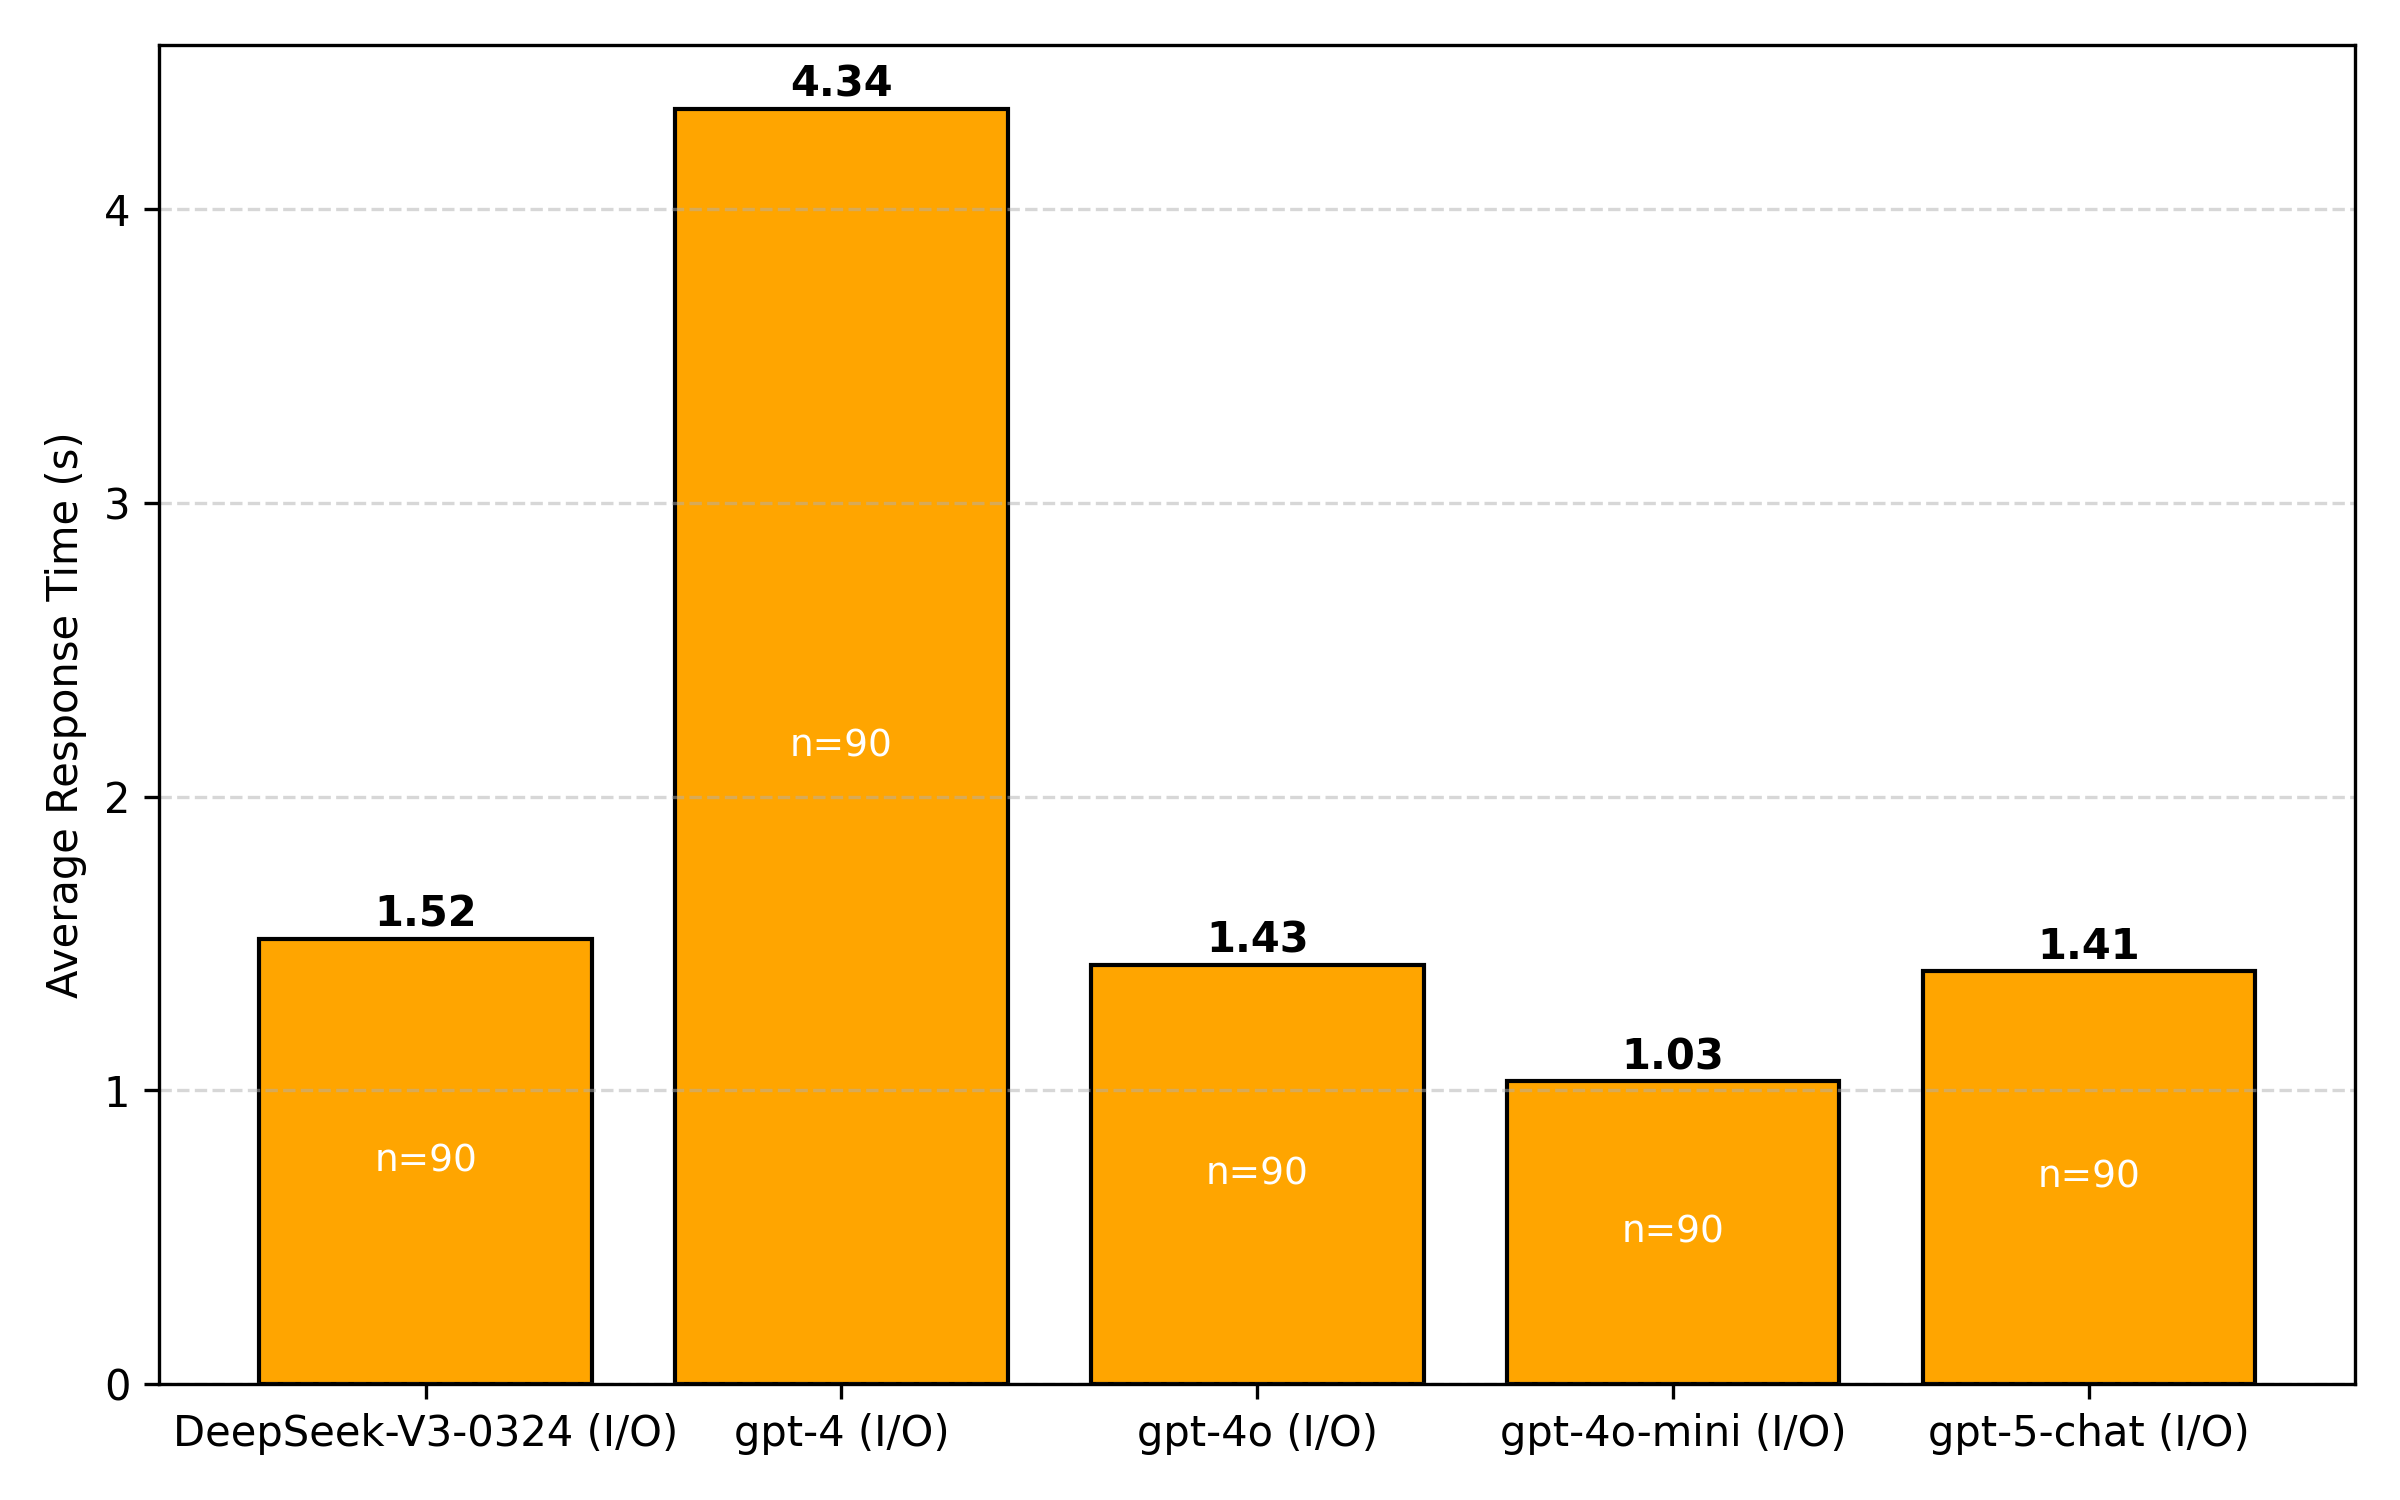 Average Response Time (s)
4
3
2
1
0
1.52
n=90
4.34
n=90
1.43
n=90
1.03
n=90
1.41
n=90
DeepSeek-V3-0324 (I/O)
gpt-4 (I/O)
gpt-4o (I/O)
gpt-4o-mini (I/O)
gpt-5-chat (I/O)